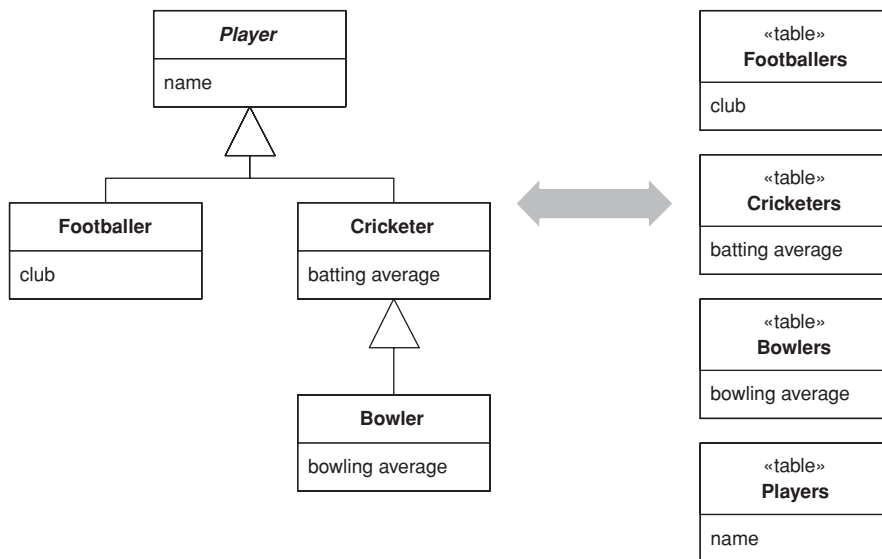 Player
name
Footballer
club
Cricketer
batting average
Bowler
bowling average
«table»
Footballers
club
«table»
Cricketers
batting average
«table»
Bowlers
bowling average
«table»
Players
name